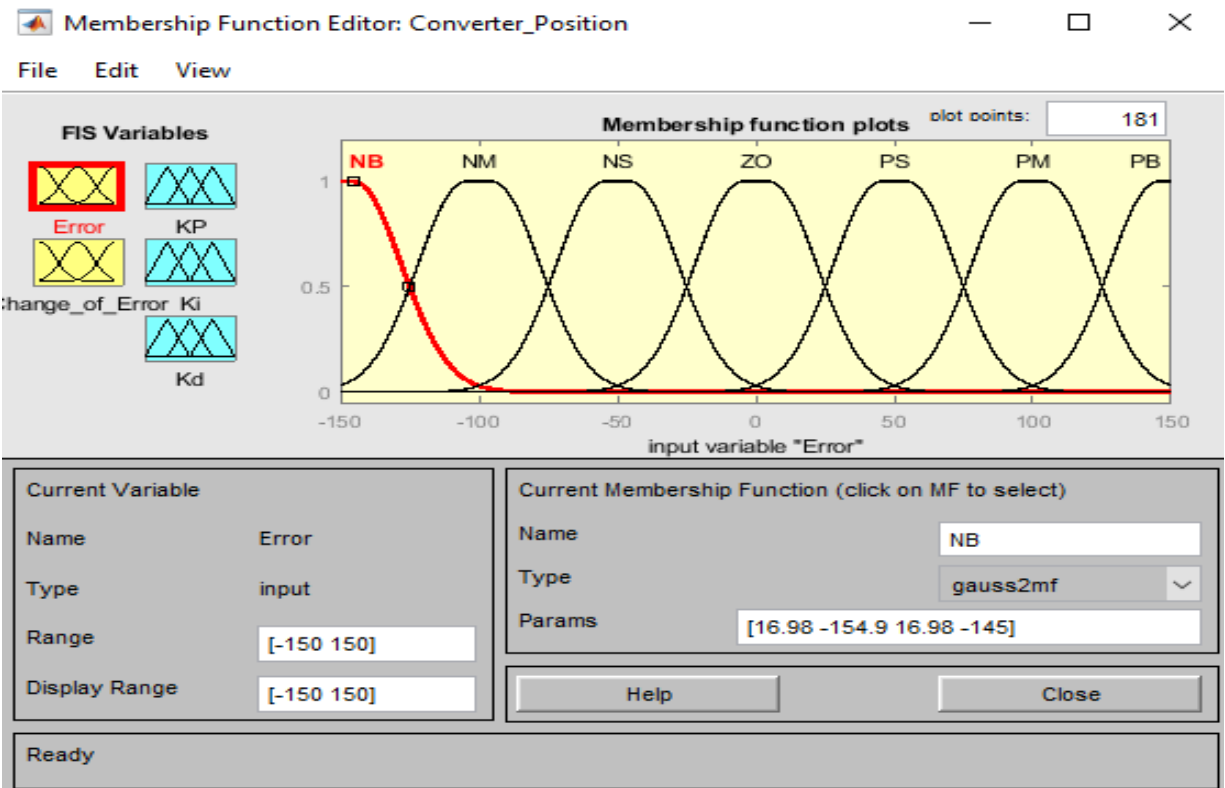 Membership Function Editor: Converter_Position
File Edit View
FIS Variables
Membership function plots
plot points:
181
Error
KP
hange_of_Error
Ki
Kd
NB NM NS ZO PS PM PB
1
0.5
0
-150 -100 -50 0 50 100 150
input variable "Error"
Current Variable
Name Error
Type input
Range [-150 150]
Display Range [-150 150]
Current Membership Function (click on MF to select)
Name NB
Type gauss2mf
Params [16.98 -154.9 16.98 -145]
Help Close
Ready